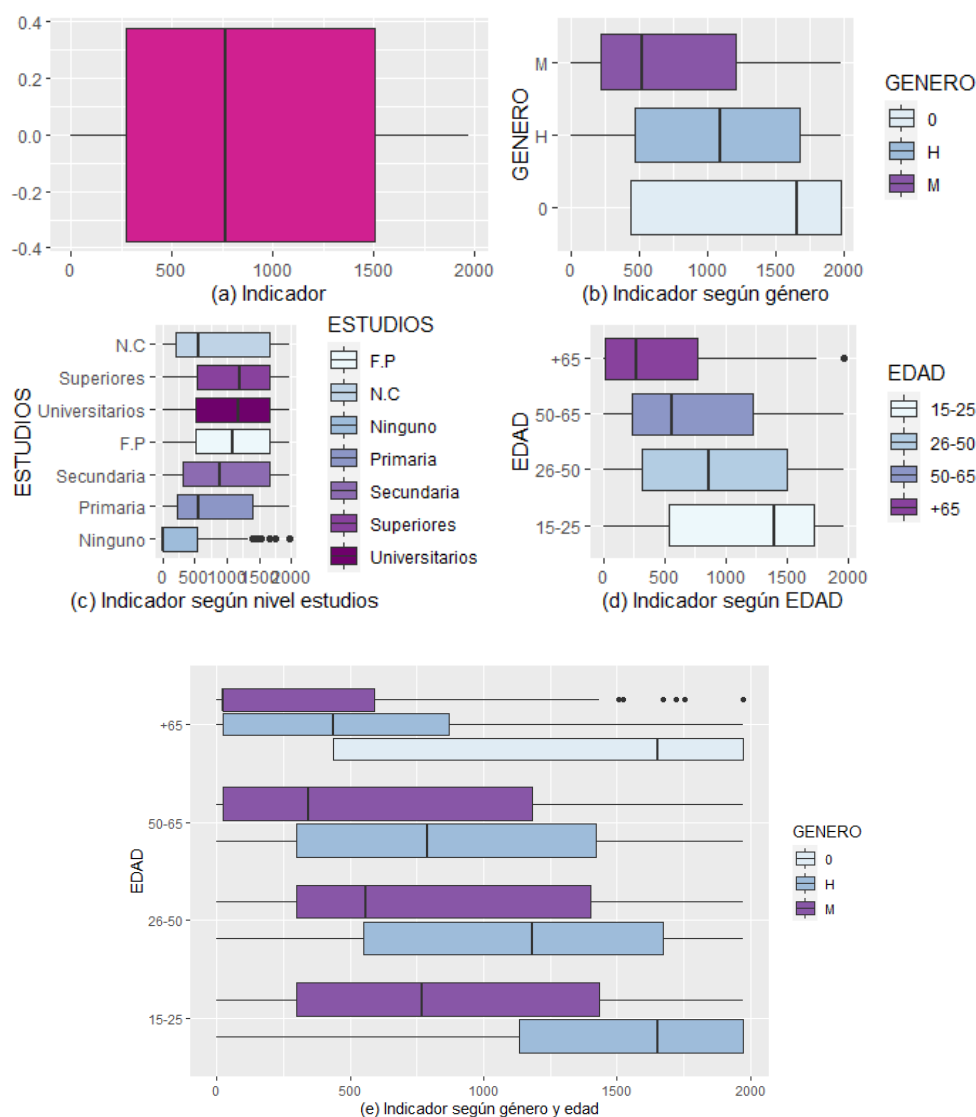 0.4
0.2
0.0
-0.2
-0.4
0 500 1000 1500 2000
(a) Indicador
GENERO
M
H
0
0 500 1000 1500 2000
(b) Indicador según género
GENERO
0
H
M
ESTUDIOS
N.C
Superiores
Universitarios
F.P
Secundaria
Primaria
Ninguno
0 500 1000 1500 2000
(c) Indicador según nivel estudios
ESTUDIOS
F.P
N.C
Ninguno
Primaria
Secundaria
Superiores
Universitarios
EDAD
+65
50-65
26-50
15-25
0 500 1000 1500 2000
(d) Indicador según EDAD
EDAD
15-25
26-50
50-65
+65
EDAD
+65
50-65
26-50
15-25
0 500 1000 1500 2000
(e) Indicador según género y edad
GENERO
0
H
M